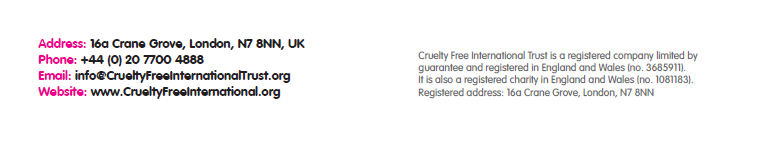 Address: 16a Crane Grove, London, N7 8NN, UK
Phone: +44 (0) 20 7700 4888
Email: info@CrueltyFreeInternationalTrust.org
Website: www.CrueltyFreeInternational.org
Cruelty Free International Trust is a registered company limited by
guarantee and registered in England and Wales (no. 3685911).
It is also a registered charity in England and Wales (no. 1081183).
Registered address: 16a Crane Grove, London, N7 8NN